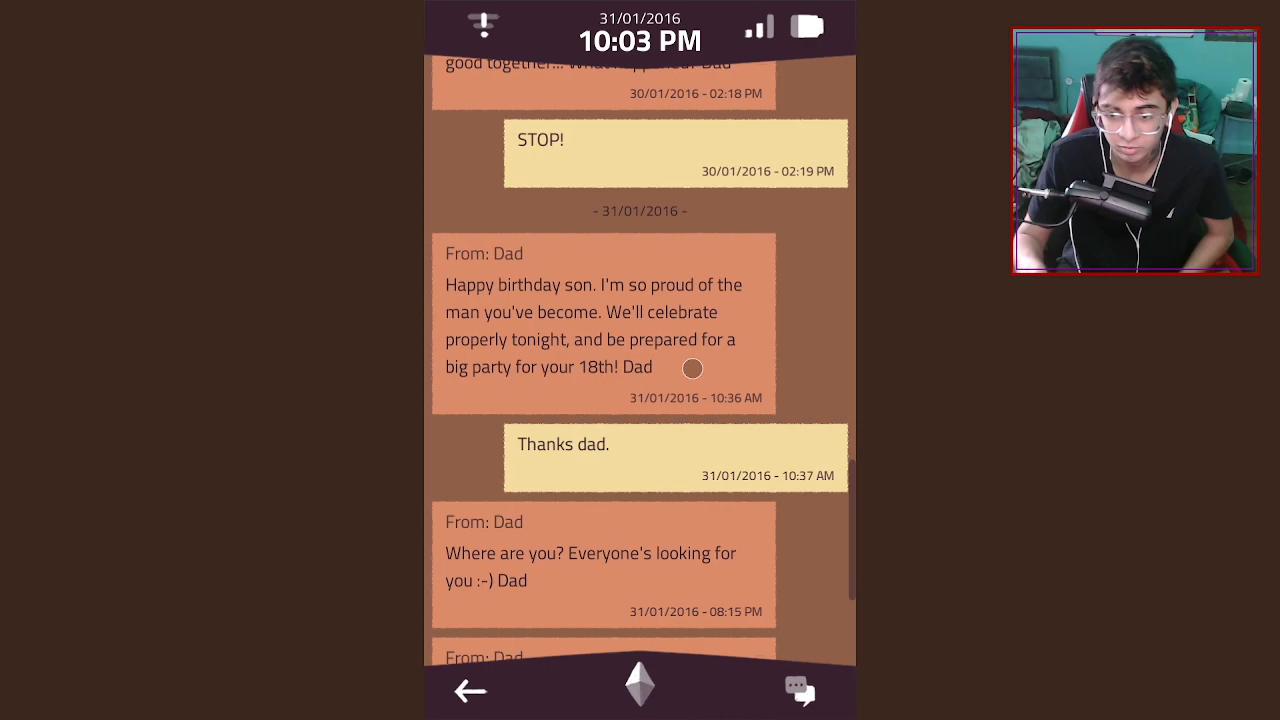 31/01/2016
10:03 PM
good together...
30/01/2016 - 02:18 PM
STOP!
30/01/2016 - 02:19 PM
- 31/01/2016 -
From: Dad
Happy birthday son. I'm so proud of the
man you've become. We'll celebrate
properly tonight, and be prepared for a
big party for your 18th! Dad
31/01/2016 - 10:36 AM
Thanks dad.
31/01/2016 - 10:37 AM
From: Dad
Where are you? Everyone's looking for
you :-) Dad
31/01/2016 - 08:15 PM
From: Dad